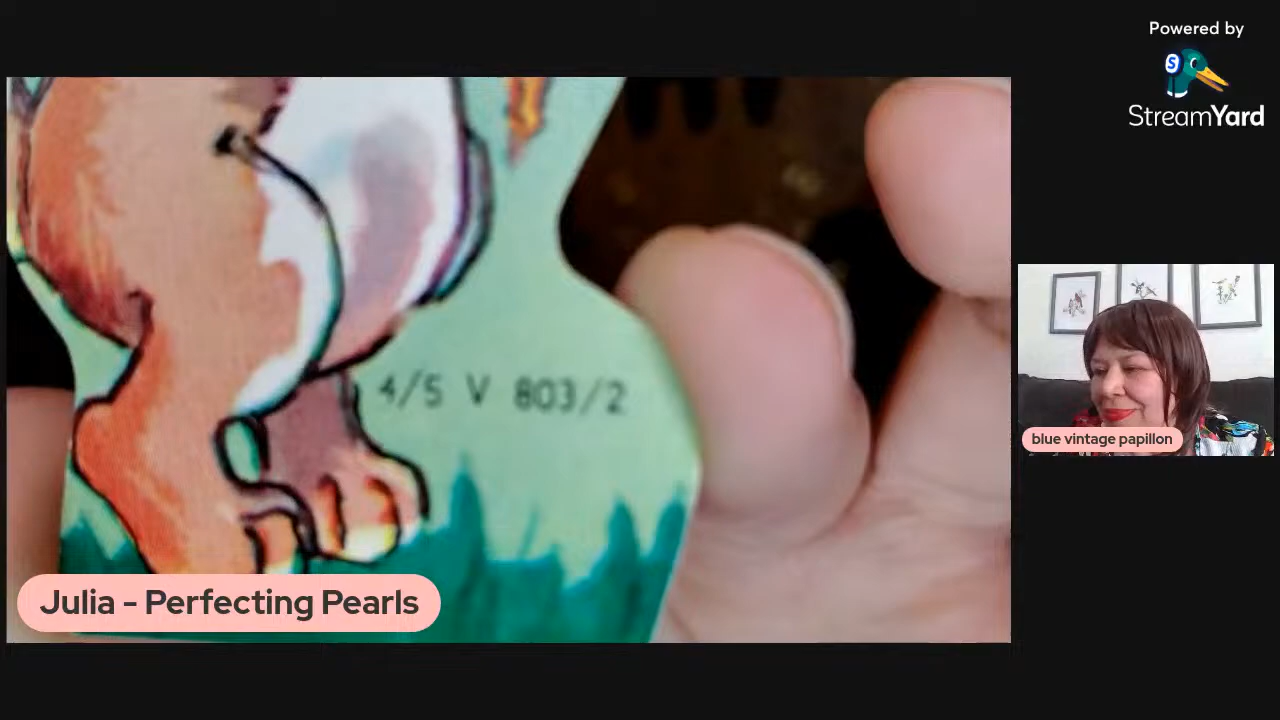 Powered by
StreamYard
4/5 V 803/2
blue vintage papillon
Julia - Perfecting Pearls